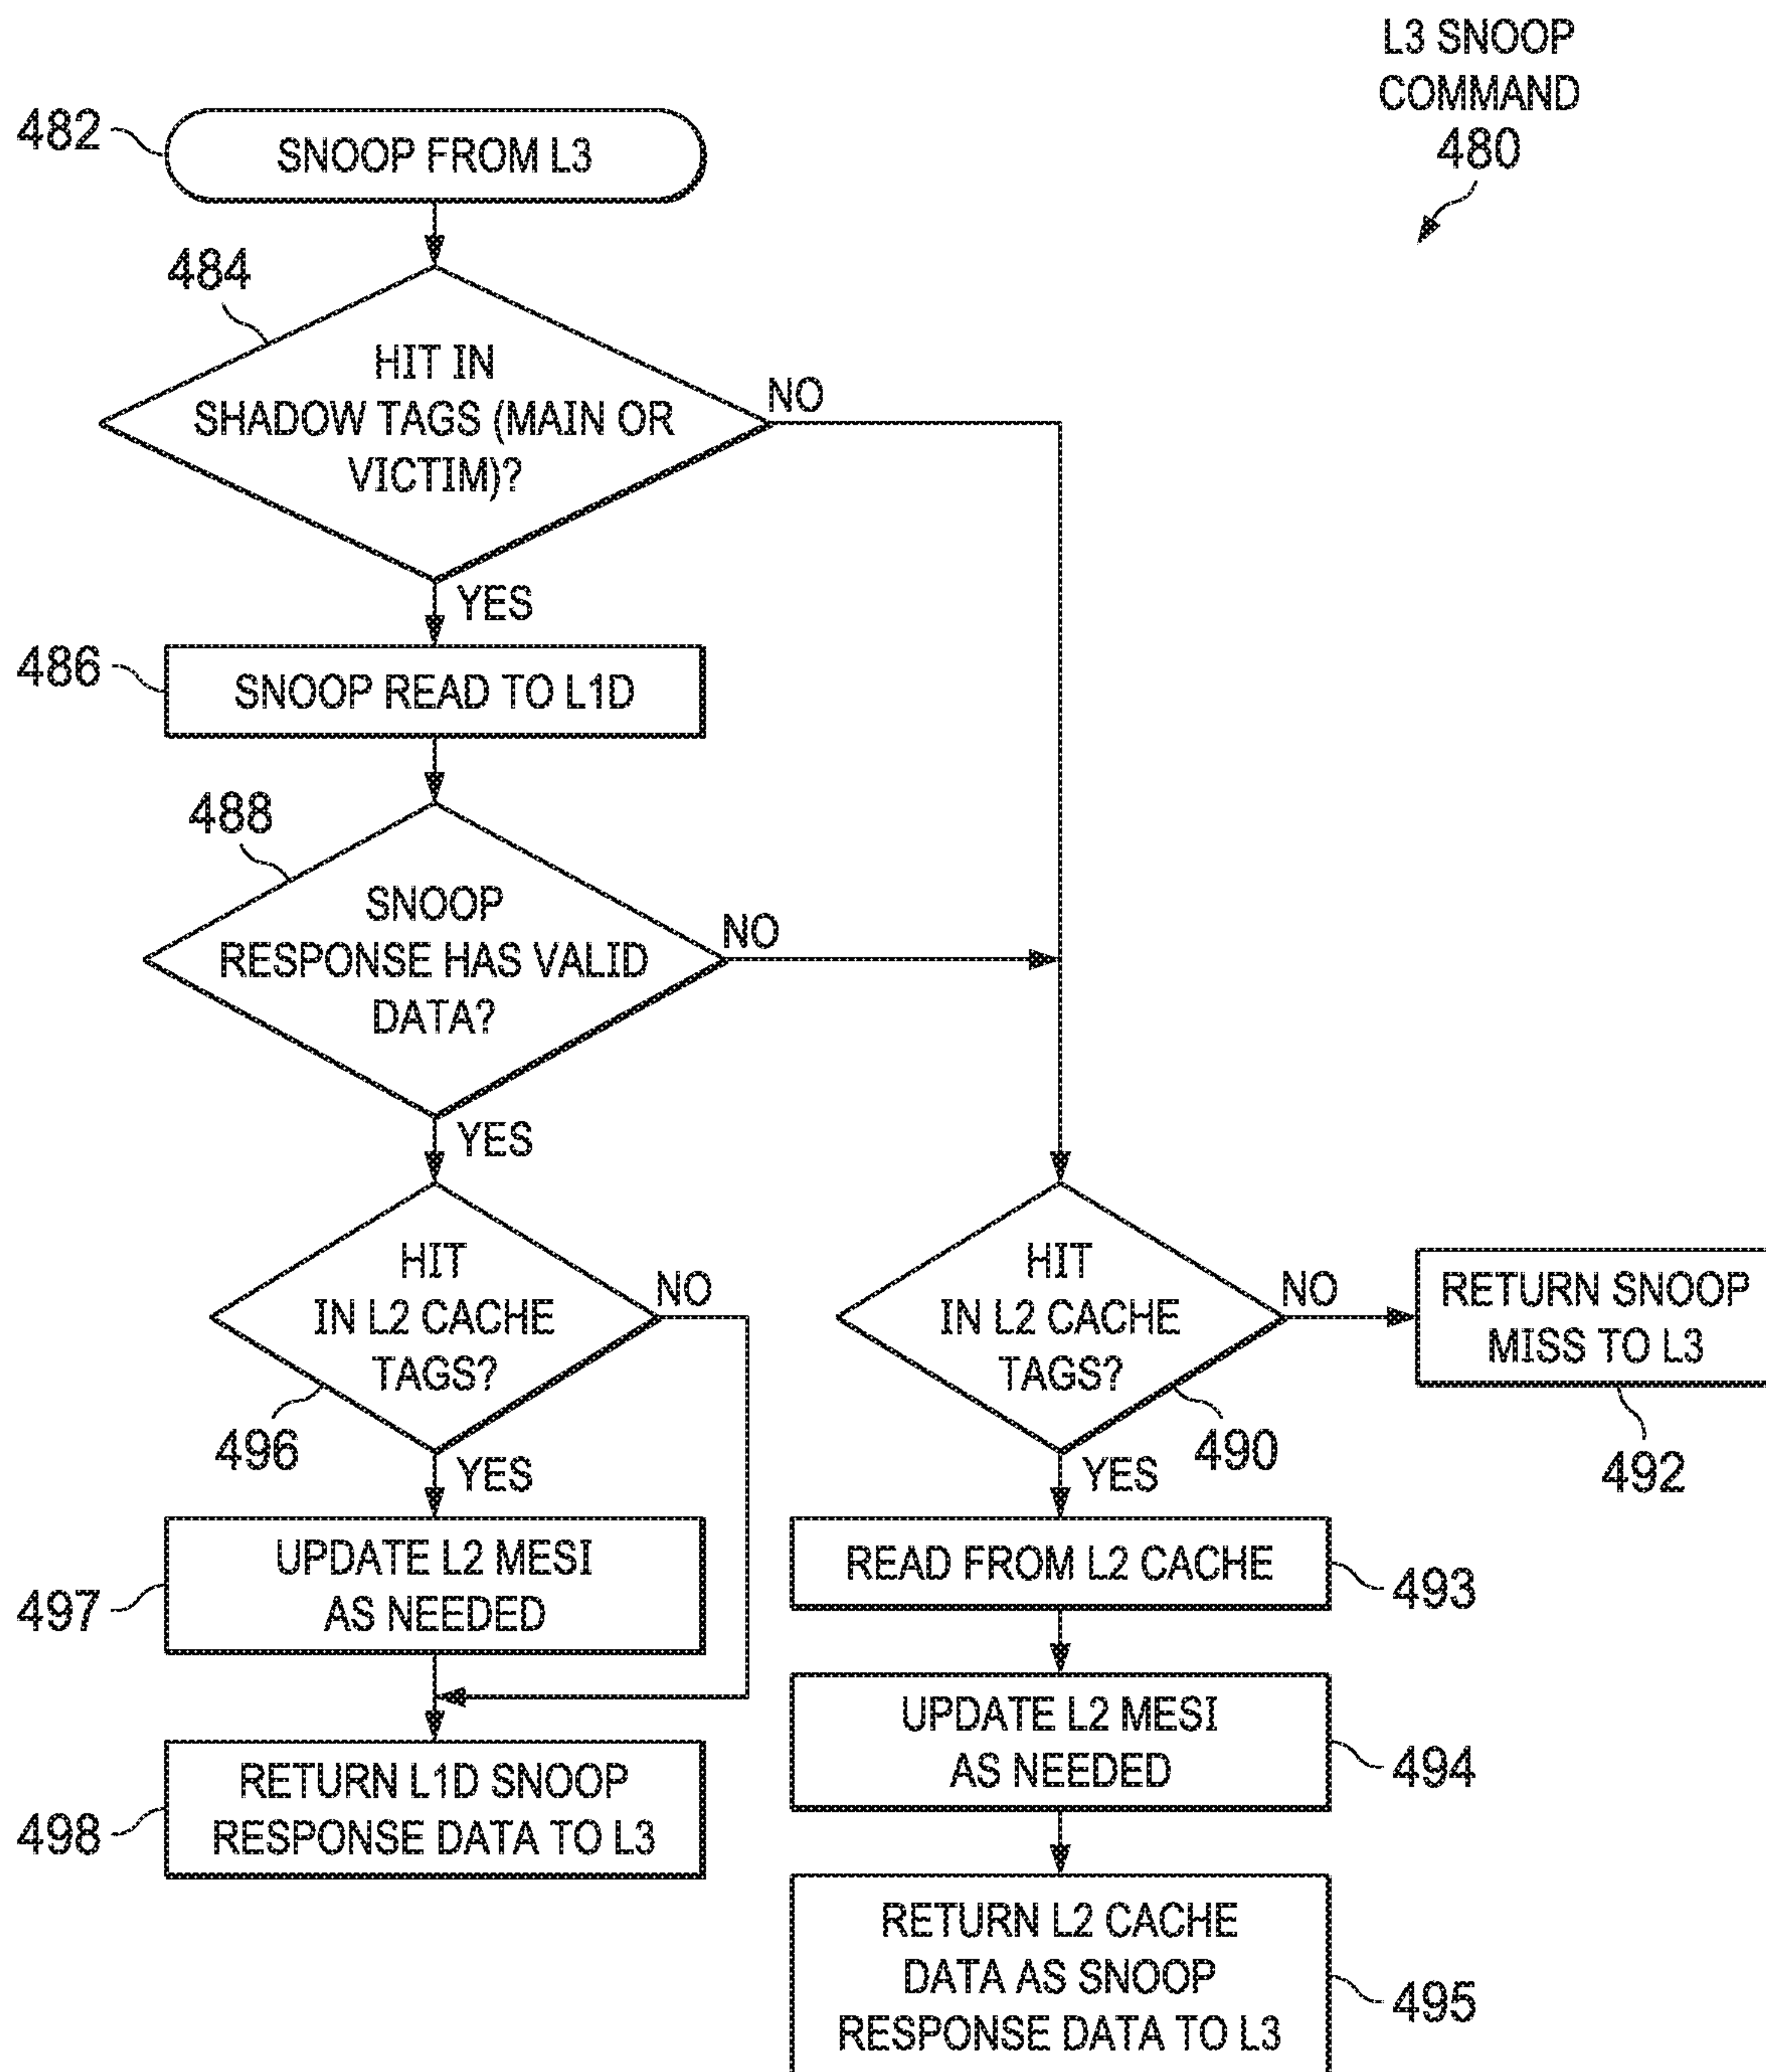 L3 SNOOP
COMMAND
480
482
SNOOP FROM L3
484
HIT IN
SHADOW TAGS (MAIN OR
VICTIM)?
NO
YES
486
SNOOP READ TO L1D
488
SNOOP
RESPONSE HAS VALID
DATA?
NO
YES
HIT
IN L2 CACHE
TAGS?
NO
496
YES
HIT
IN L2 CACHE
TAGS?
NO
490
YES
RETURN SNOOP
MISS TO L3
492
UPDATE L2 MESI
AS NEEDED
497
READ FROM L2 CACHE
493
UPDATE L2 MESI
AS NEEDED
494
RETURN L1D SNOOP
RESPONSE DATA TO L3
498
RETURN L2 CACHE
DATA AS SNOOP
RESPONSE DATA TO L3
495